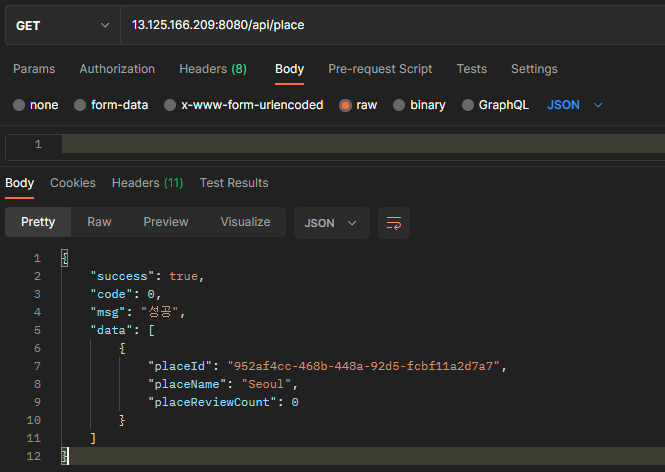 GET 13.125.166.209:8080/api/place
Params Authorization Headers (8) Body Pre-request Script Tests Settings
none form-data x-www-form-urlencoded raw binary GraphQL JSON
1
Body Cookies Headers (11) Test Results
Pretty Raw Preview Visualize JSON
1 {
2 "success": true,
3 "code": 0,
4 "msg": "성공",
5 "data": [
6 {
7 "placeId": "952af4cc-468b-448a-92d5-fcbf11a2d7a7",
8 "placeName": "Seoul",
9 "placeReviewCount": 0
10 }
11 ]
12 }